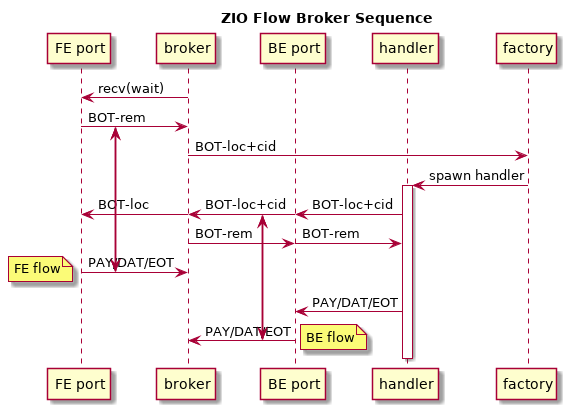 ZIO Flow Broker Sequence
FE port broker BE port handler factory
recv(wait)
BOT-rem
BOT-loc+cid
spawn handler
BOT-loc BOT-loc+cid BOT-loc+cid
BOT-rem BOT-rem
FE flow PAY/DAT/EOT
PAY/DAT/EOT
PAY/DAT/EOT BE flow
FE port broker BE port handler factory